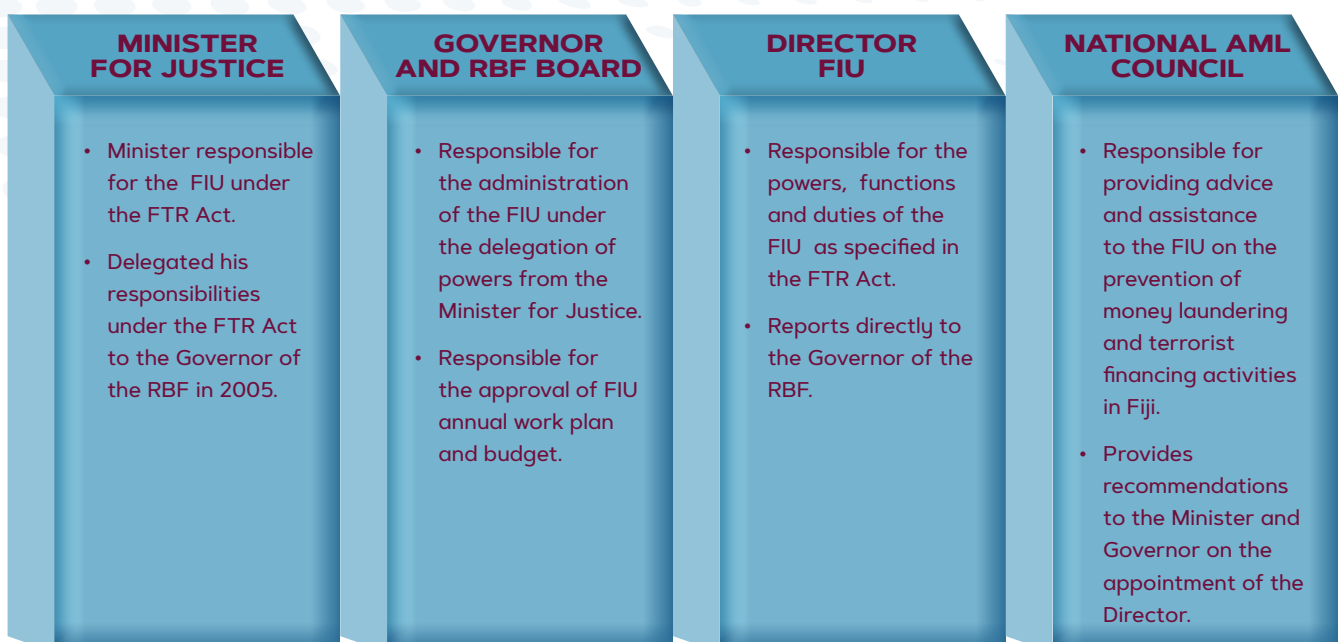 MINISTER
FOR JUSTICE
• Minister responsible
for the FIU under
the FTR Act.
• Delegated his
responsibilities
under the FTR Act
to the Governor of
the RBF in 2005.
GOVERNOR
AND RBF BOARD
• Responsible for
the administration
of the FIU under
the delegation of
powers from the
Minister for Justice.
• Responsible for
the approval of FIU
annual work plan
and budget.
DIRECTOR
FIU
• Responsible for the
powers, functions
and duties of the
FIU as specified in
the FTR Act.
• Reports directly to
the Governor of the
RBF.
NATIONAL AML
COUNCIL
• Responsible for
providing advice
and assistance
to the FIU on the
prevention of
money laundering
and terrorist
financing activities
in Fiji.
• Provides
recommendations
to the Minister and
Governor on the
appointment of the
Director.